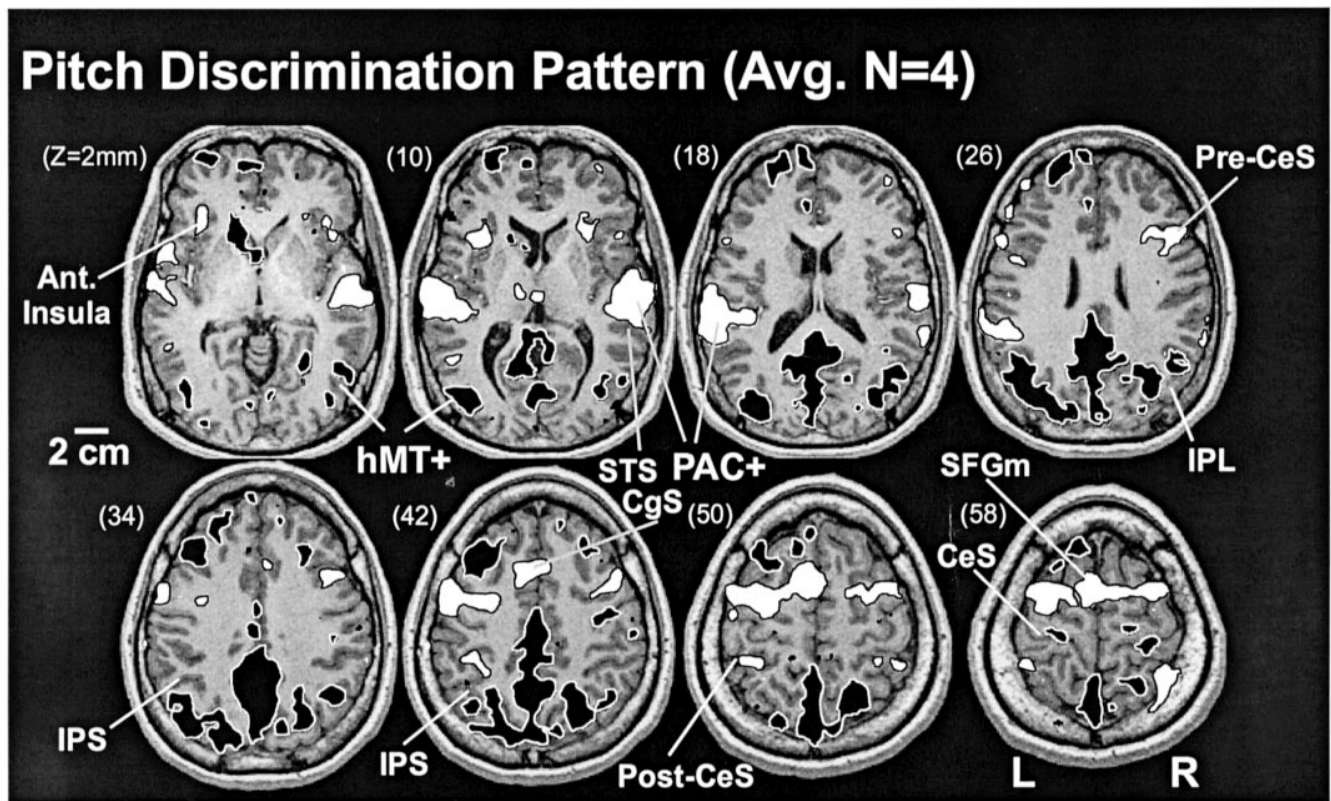 Pitch Discrimination Pattern (Avg. N=4)
(Z=2mm)
(10)
(18)
(26)
Pre-CeS
Ant.
Insula
2 cm
hMT+
STS
PAC+
IPL
(34)
(42)
CgS
(50)
SFGm
(58)
CeS
IPS
IPS
Post-CeS
L
R